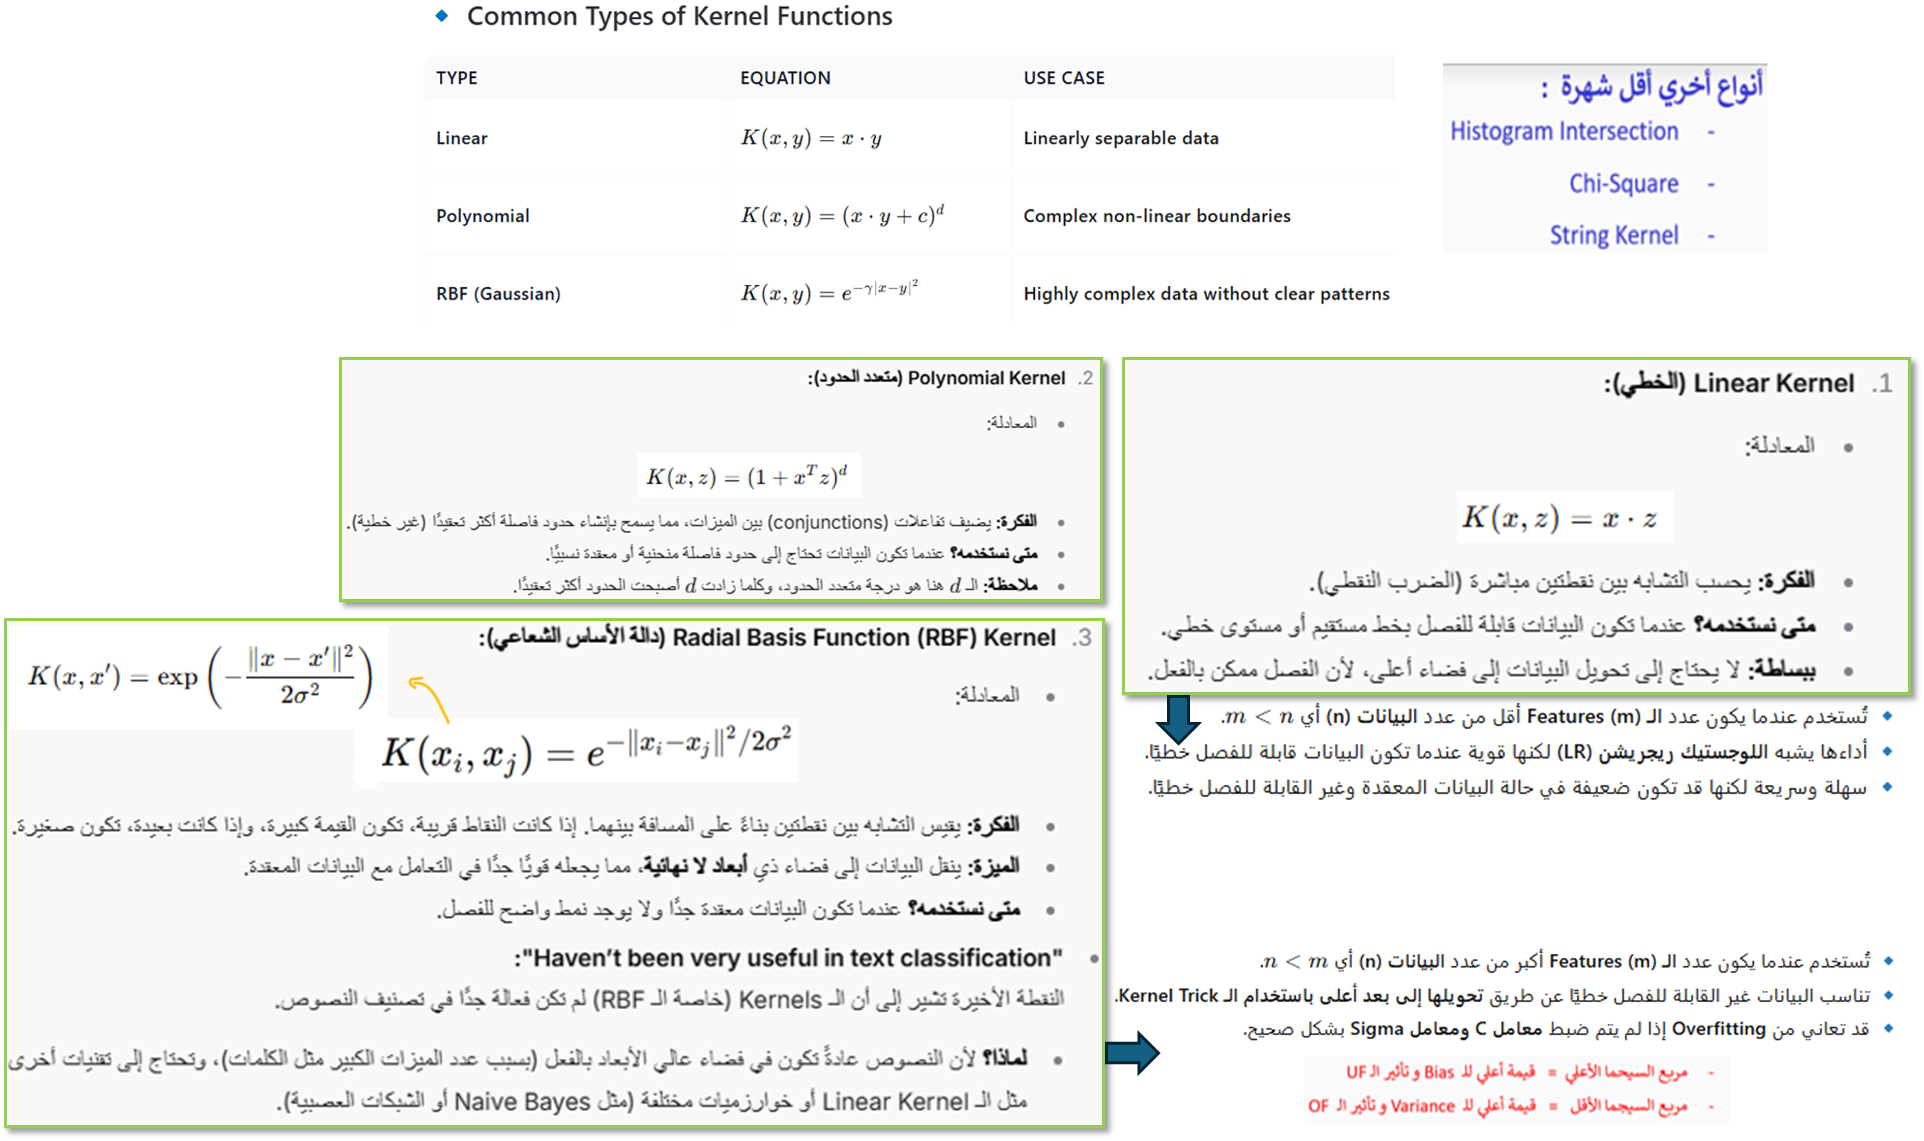 Common Types of Kernel Functions
TYPE EQUATION USE CASE
Linear K(x, y) = x · y Linearly separable data
Polynomial K(x, y) = (x · y + c)^d Complex non-linear boundaries
RBF (Gaussian) K(x, y) = e^{−γ|x−y|^2} Highly complex data without clear patterns
أنواع أخري أقل شهرة :
- Histogram Intersection
- Chi-Square
- String Kernel
1. Linear Kernel (الخطي):
المعادلة:
K(x, z) = x · z
الفكرة: يحسب التشابه بين نقطتين مباشرة (الضرب النقطي).
متى نستخدمه؟ عندما تكون البيانات قابلة للفصل بخط مستقيم أو مستوى خطي.
ببساطة: لا يحتاج إلى تحويل البيانات إلى فضاء أعلى، لأن الفصل ممكن بالفعل.
تُستخدم عندما يكون عدد الـ Features (m) أقل من عدد البيانات (n) أي m < n.
أداءها يشبه اللوجستيك ريجريشن (LR) لكنها قوية عندما تكون البيانات قابلة للفصل خطيًا.
سهلة وسريعة لكنها قد تكون ضعيفة في حالة البيانات المعقدة وغير القابلة للفصل خطيًا.
2. Polynomial Kernel (متعدد الحدود):
المعادلة:
K(x, z) = (1 + x^T z)^d
الفكرة: يضيف تفاعلات (conjunctions) بين الميزات، مما يسمح بإنشاء حدود فاصلة أكثر تعقيدًا (غير خطية).
متى نستخدمه؟ عندما تكون البيانات تحتاج إلى حدود فاصلة منحنية أو معقدة نسبيًا.
ملاحظة: الـ d هنا هو درجة متعدد الحدود، وكلما زادت d أصبحت الحدود أكثر تعقيدًا.
3. Radial Basis Function (RBF) Kernel (دالة الأساس الشعاعي):
المعادلة:
K(x, x′) = exp (−‖x − x′‖^2 / 2σ^2)
K(x_i, x_j) = e^{−‖x_i−x_j‖^2/2σ^2}
الفكرة: يقيس التشابه بين نقطتين بناءً على المسافة بينهما. إذا كانت النقاط قريبة، تكون القيمة كبيرة، وإذا كانت بعيدة، تكون صغيرة.
الميزة: ينقل البيانات إلى فضاء ذي أبعاد لا نهائية، مما يجعله قويًا جدًا في التعامل مع البيانات المعقدة.
متى نستخدمه؟ عندما تكون البيانات معقدة جدًا ولا يوجد نمط واضح للفصل.
"Haven't been very useful in text classification":
النقطة الأخيرة تشير إلى أن الـ Kernels (خاصة الـ RBF) لم تكن فعالة جدًا في تصنيف النصوص.
لماذا؟ لأن النصوص عادةً تكون في فضاء عالي الأبعاد بالفعل (بسبب عدد الميزات الكبير مثل الكلمات)، وتحتاج إلى تقنيات أخرى
مثل الـ Linear Kernel أو خوارزميات مختلفة (مثل Naive Bayes أو الشبكات العصبية).
تُستخدم عندما يكون عدد الـ Features (m) أكبر من عدد البيانات (n) أي n < m.
تناسب البيانات غير القابلة للفصل خطيًا عن طريق تحويلها إلى بعد أعلى باستخدام الـ Kernel Trick.
قد تعاني من Overfitting إذا لم يتم ضبط معامل C ومعامل Sigma بشكل صحيح.
- مربع السيجما الأعلي = قيمة أعلي للـ Bias و تأثير الـ UF
- مربع السيجما الأقل = قيمة أعلي للـ Variance و تأثير الـ OF